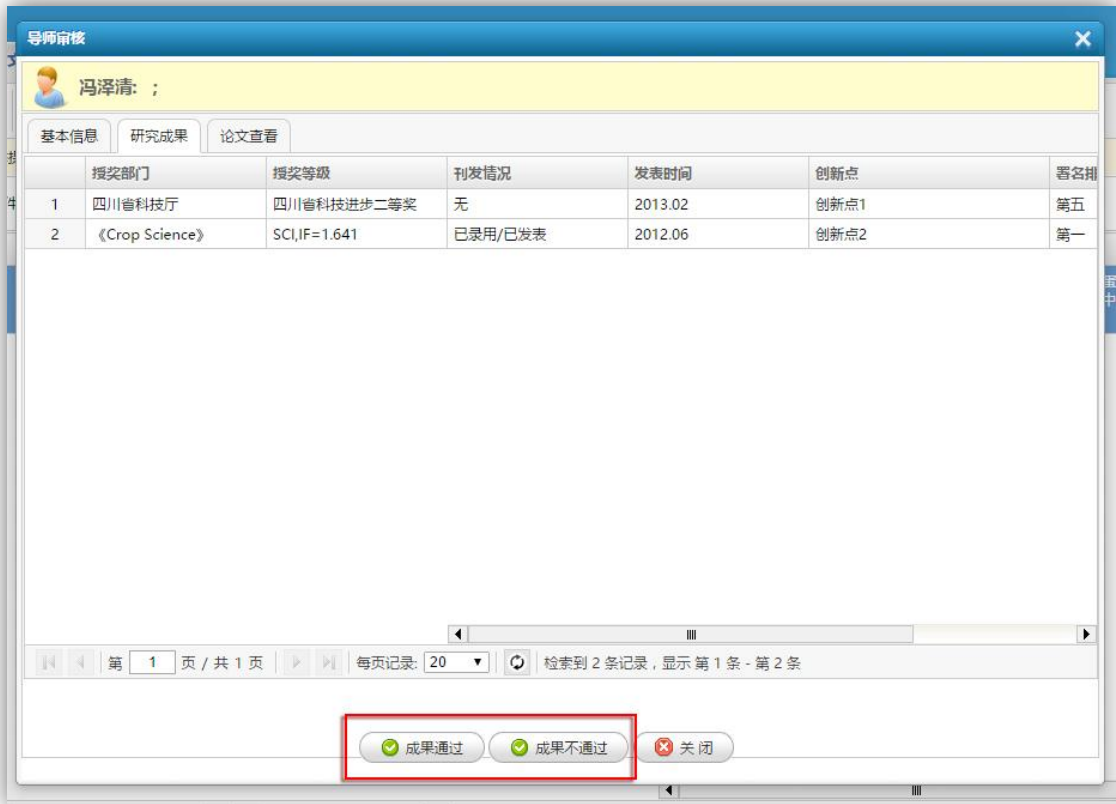 导师审核
冯泽清: ;
基本信息 研究成果 论文查看
授奖部门 授奖等级 刊发情况 发表时间 创新点 署名排
1 四川省科技厅 四川省科技进步二等奖 无 2013.02 创新点1 第五
2 《Crop Science》 SCI,IF=1.641 已录用/已发表 2012.06 创新点2 第一
第 1 页 / 共 1 页 每页记录: 20 检索到 2 条记录，显示 第 1 条 - 第 2 条
成果通过 成果不通过 关 闭